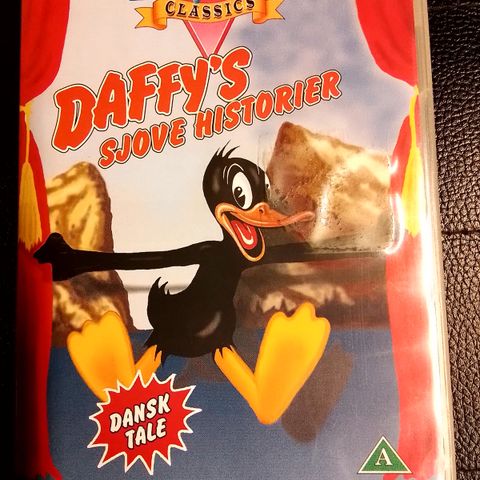 CLASSICS
DAFFY'S
SJOVE HISTORIER
DANSK
TALE
A